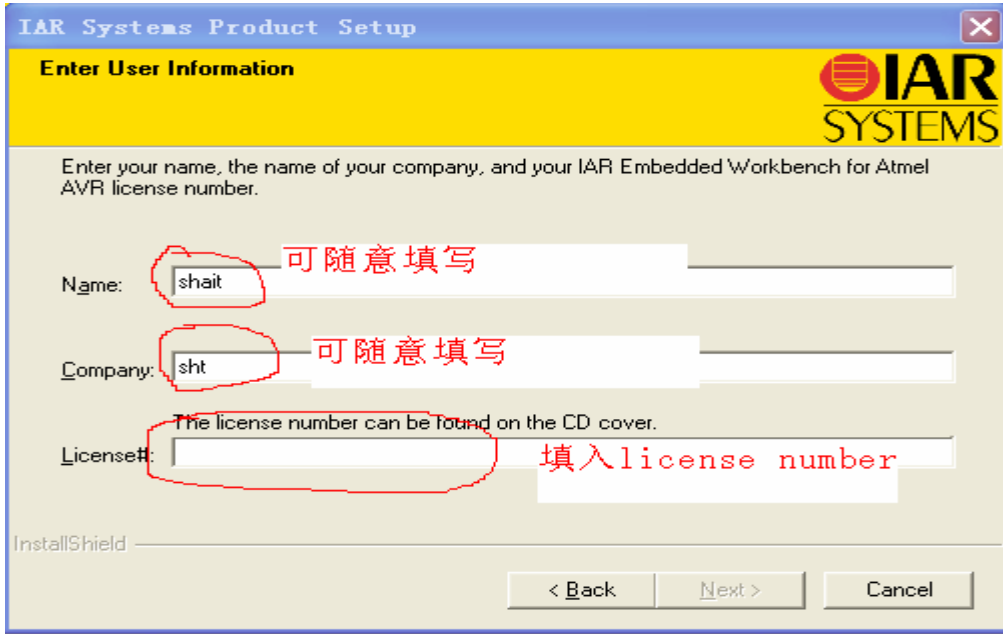 IAR Systems Product Setup
Enter User Information
IAR
SYSTEMS
Enter your name, the name of your company, and your IAR Embedded Workbench for Atmel
AVR license number.
可随意填写
Name:
shait
可随意填写
Company:
sht
The license number can be found on the CD cover.
License#:
填入license number
InstallShield
< Back
Next >
Cancel